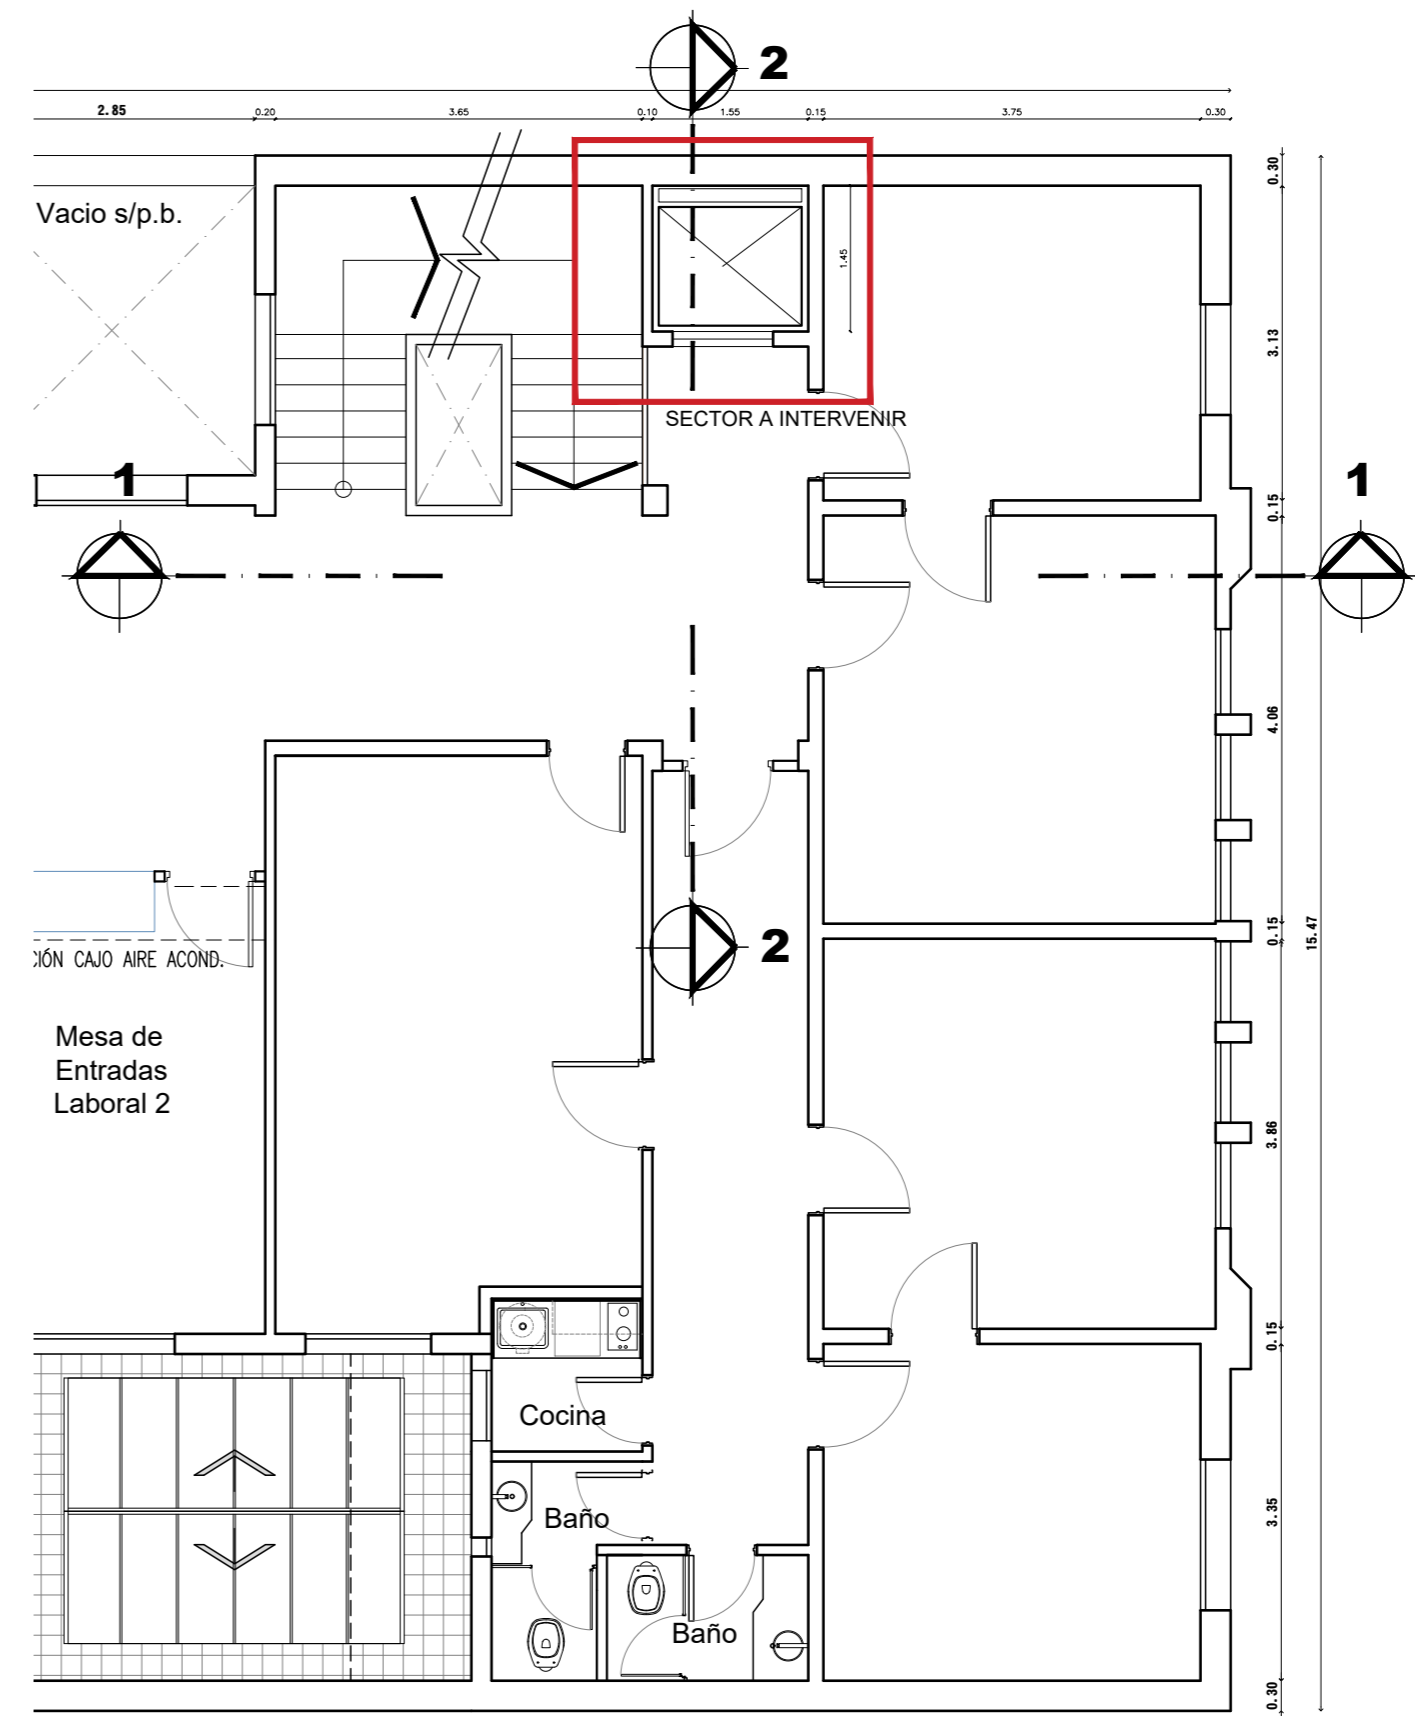 2
2.85
0.20
3.65
0.10
1.55
0.15
3.75
0.30
0.30
Vacio s/p.b.
1.45
3.13
SECTOR A INTERVENIR
1
1
0.15
4.06
0.15
15.47
2
CIÓN CAJO AIRE ACOND.
Mesa de
Entradas
Laboral 2
3.86
0.15
Cocina
Baño
3.35
Baño
0.30